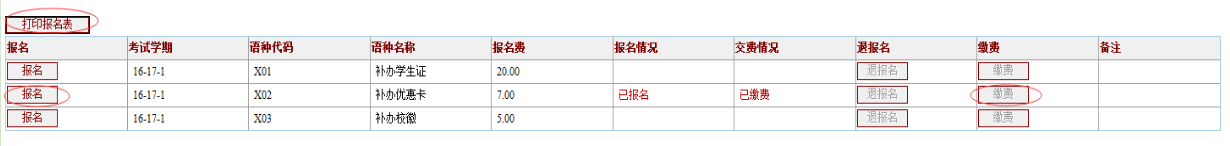 打印报名表
报名 考试学期 语种代码 语种名称 报名费 报名情况 交费情况 退报名 缴费 备注
报名 16-17-1 X01 补办学生证 20.00 退报名 缴费
报名 16-17-1 X02 补办优惠卡 7.00 已报名 已缴费 退报名 缴费
报名 16-17-1 X03 补办校徽 5.00 退报名 缴费